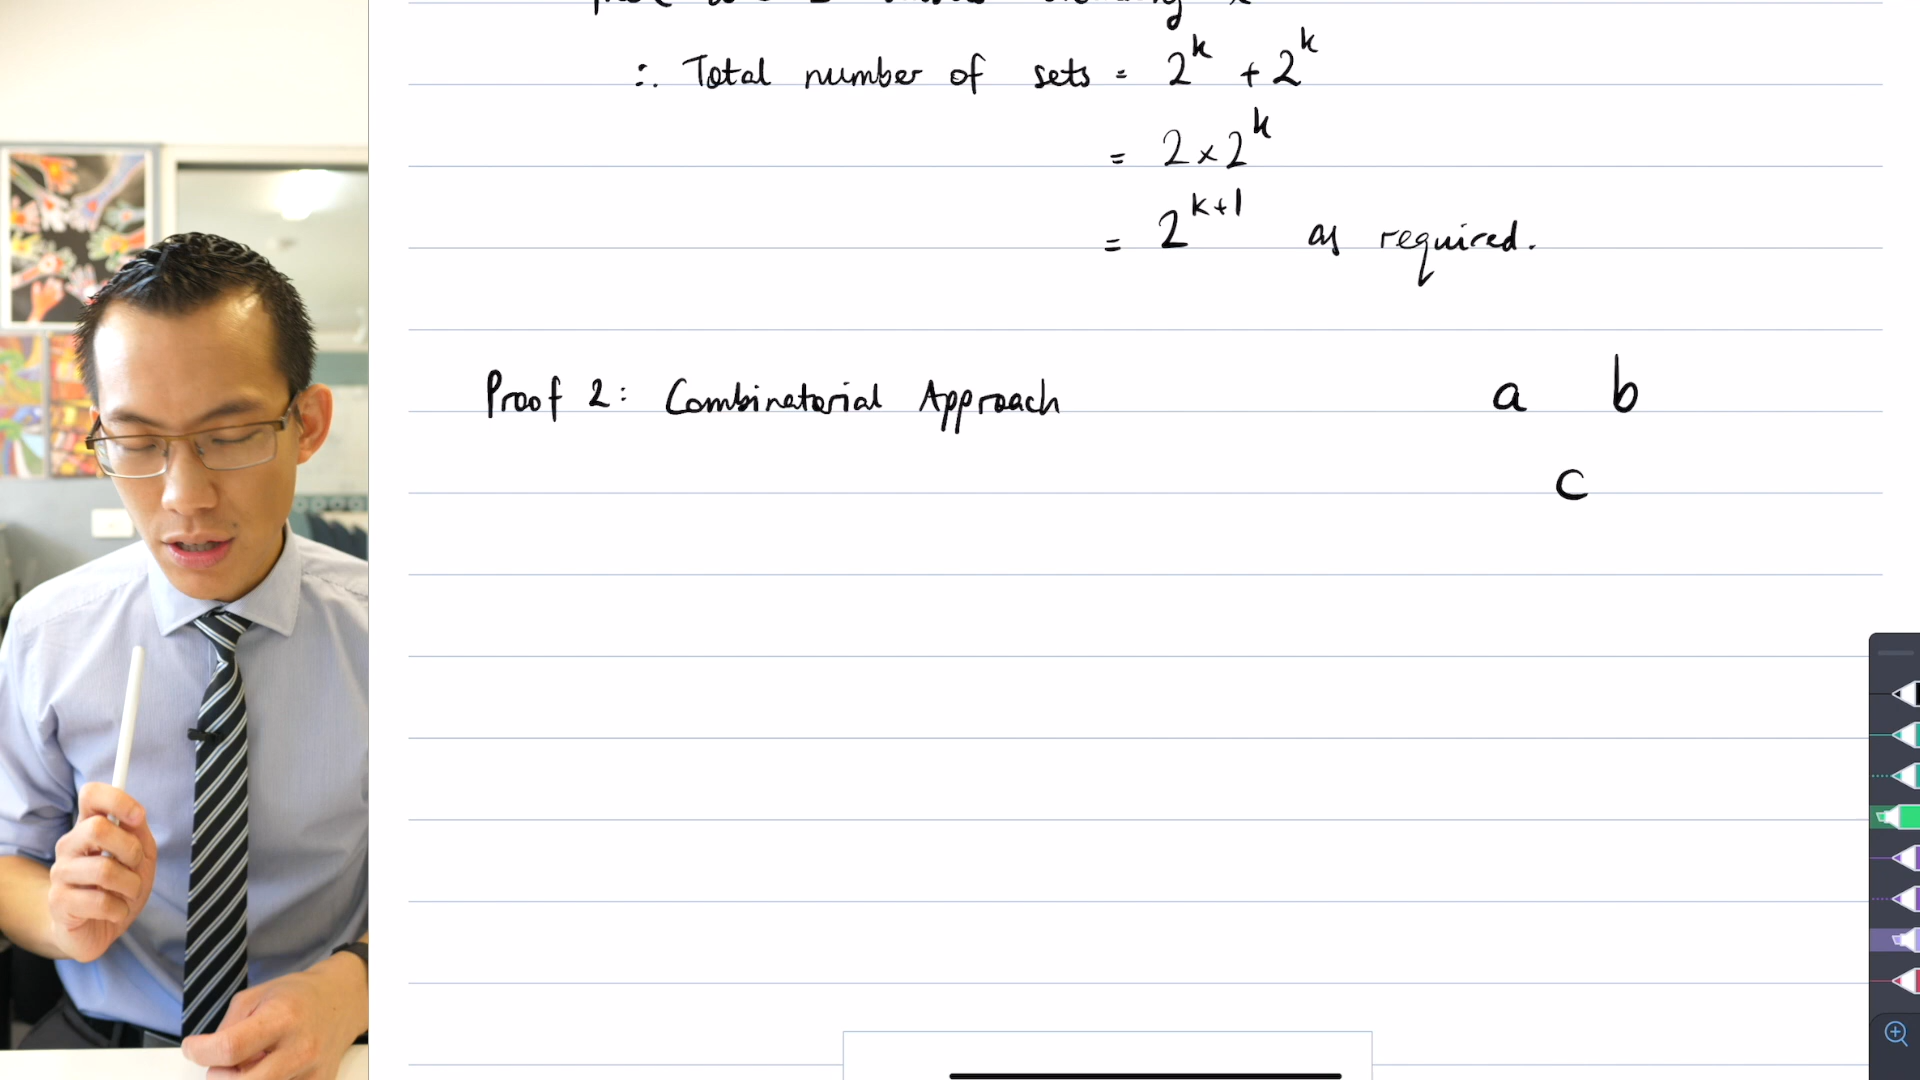 ∴ Total number of sets = 2^k + 2^k
= 2 × 2^k
= 2^(k+1) as required.
Proof 2: Combinatorial Approach
a b
c